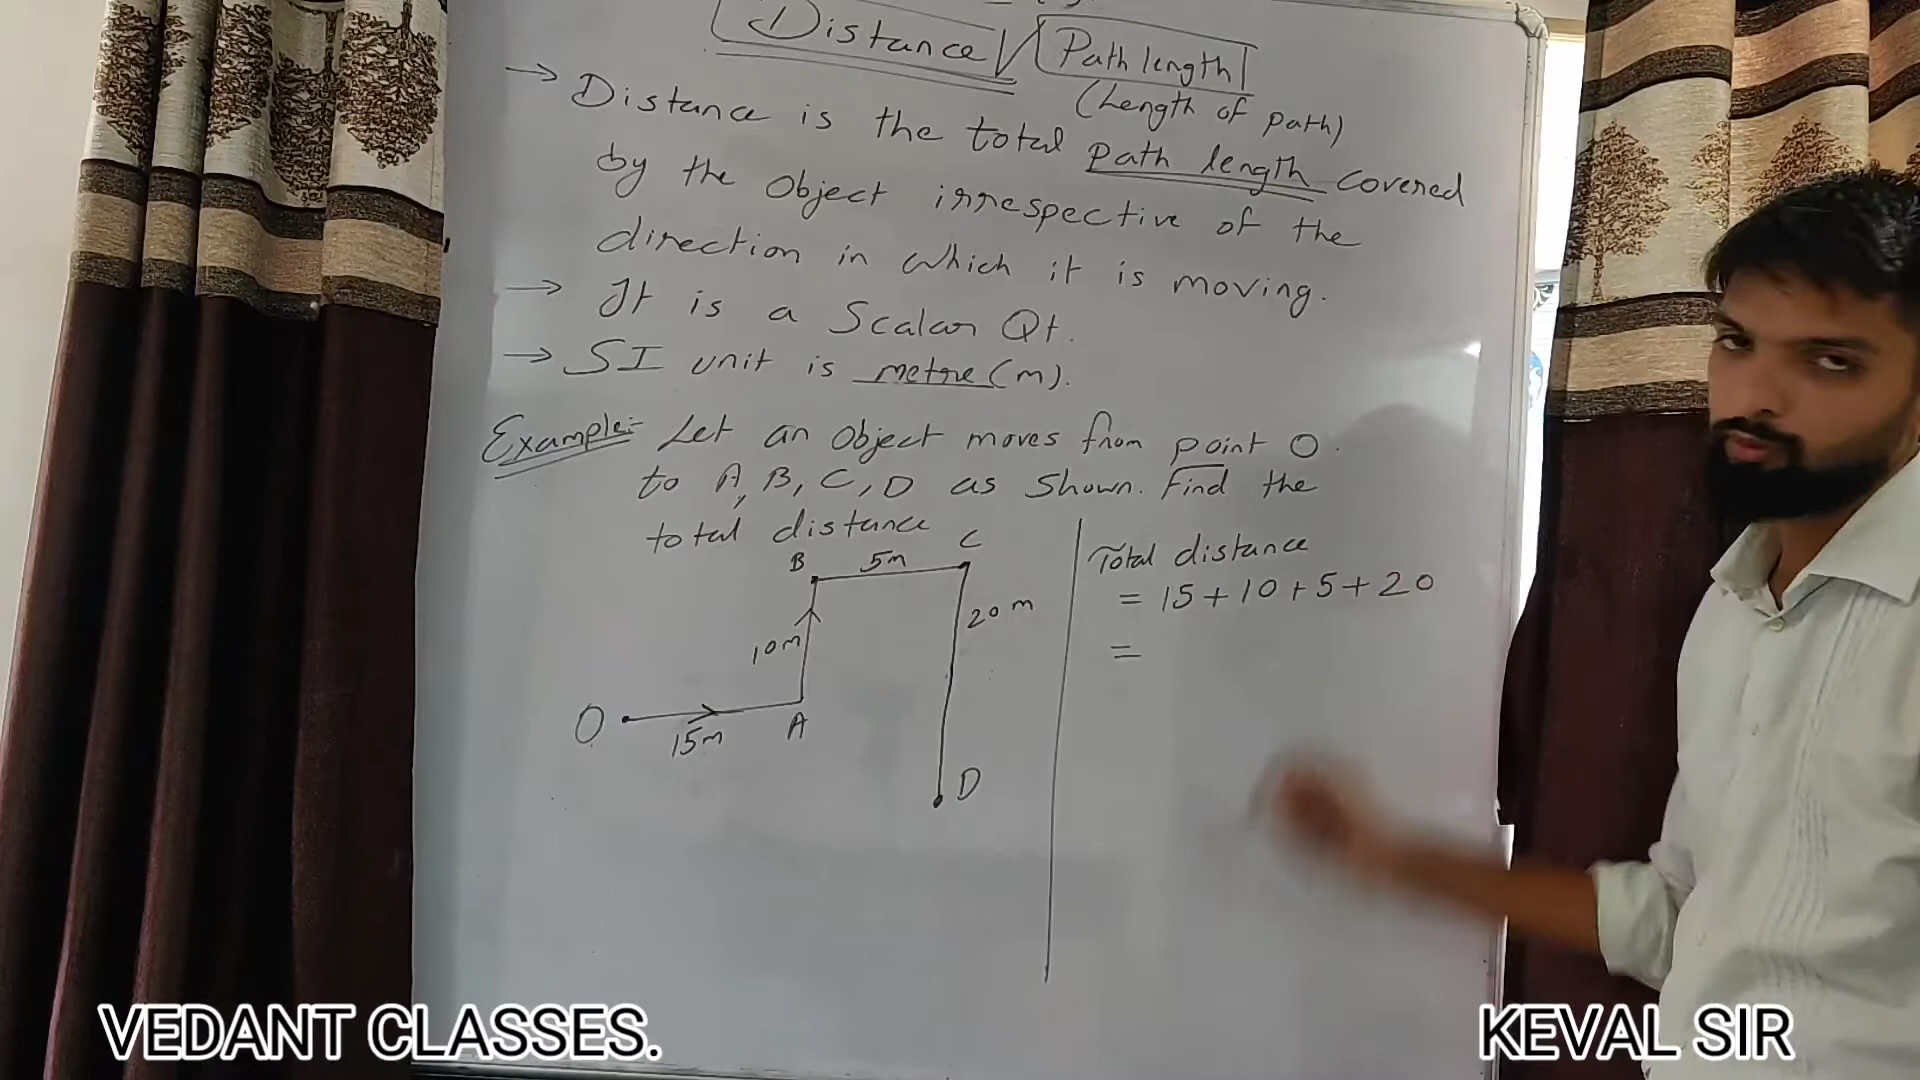 Distance / Path length
(Length of path)
→ Distance is the total path length covered
by the object irrespective of the
direction in which it is moving.
→ It is a Scalar Qt.
→ SI unit is metre (m).
Example:- Let an object moves from point O
to A, B, C, D as shown. Find the
total distance
B 5m C
20 m
10m
O 15m A
D
Total distance
= 15+10+5+20
=
VEDANT CLASSES.
KEVAL SIR